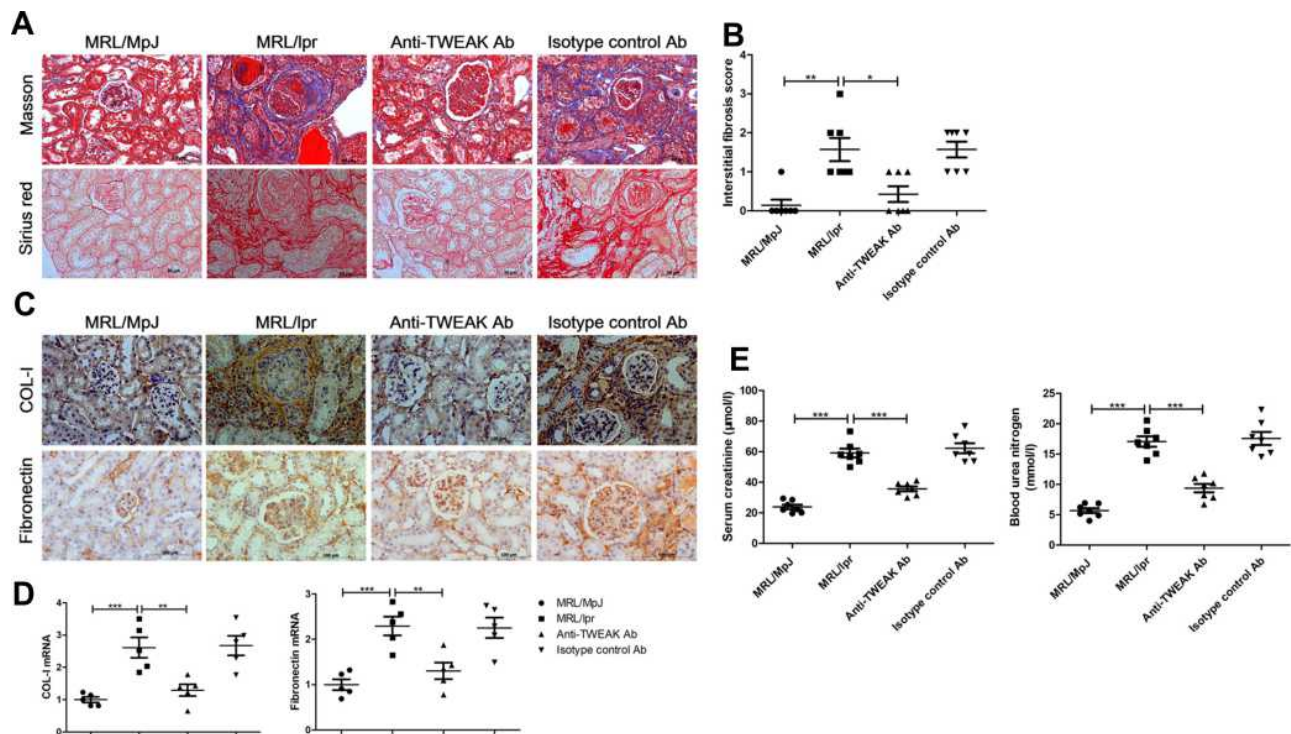 A
MRL/MpJ MRL/lpr Anti-TWEAK Ab Isotype control Ab
Masson
Sirius red
B
Interstitial fibrosis score
4
3
2
1
0
** *
MRL/MpJ
MRL/lpr
Anti-TWEAK Ab
Isotype control Ab
C
MRL/MpJ MRL/lpr Anti-TWEAK Ab Isotype control Ab
COL-I
Fibronectin
D
COL-I mRNA
4
3
2
1
0
*** **
Fibronectin mRNA
3
2
1
0
*** **
MRL/MpJ
MRL/lpr
Anti-TWEAK Ab
Isotype control Ab
E
Serum creatinine (μmol/l)
100
80
60
40
20
0
*** ***
MRL/MpJ
MRL/lpr
Anti-TWEAK Ab
Isotype control Ab
Blood urea nitrogen
(mmol/l)
25
20
15
10
5
0
*** ***
MRL/MpJ
MRL/lpr
Anti-TWEAK Ab
Isotype control Ab